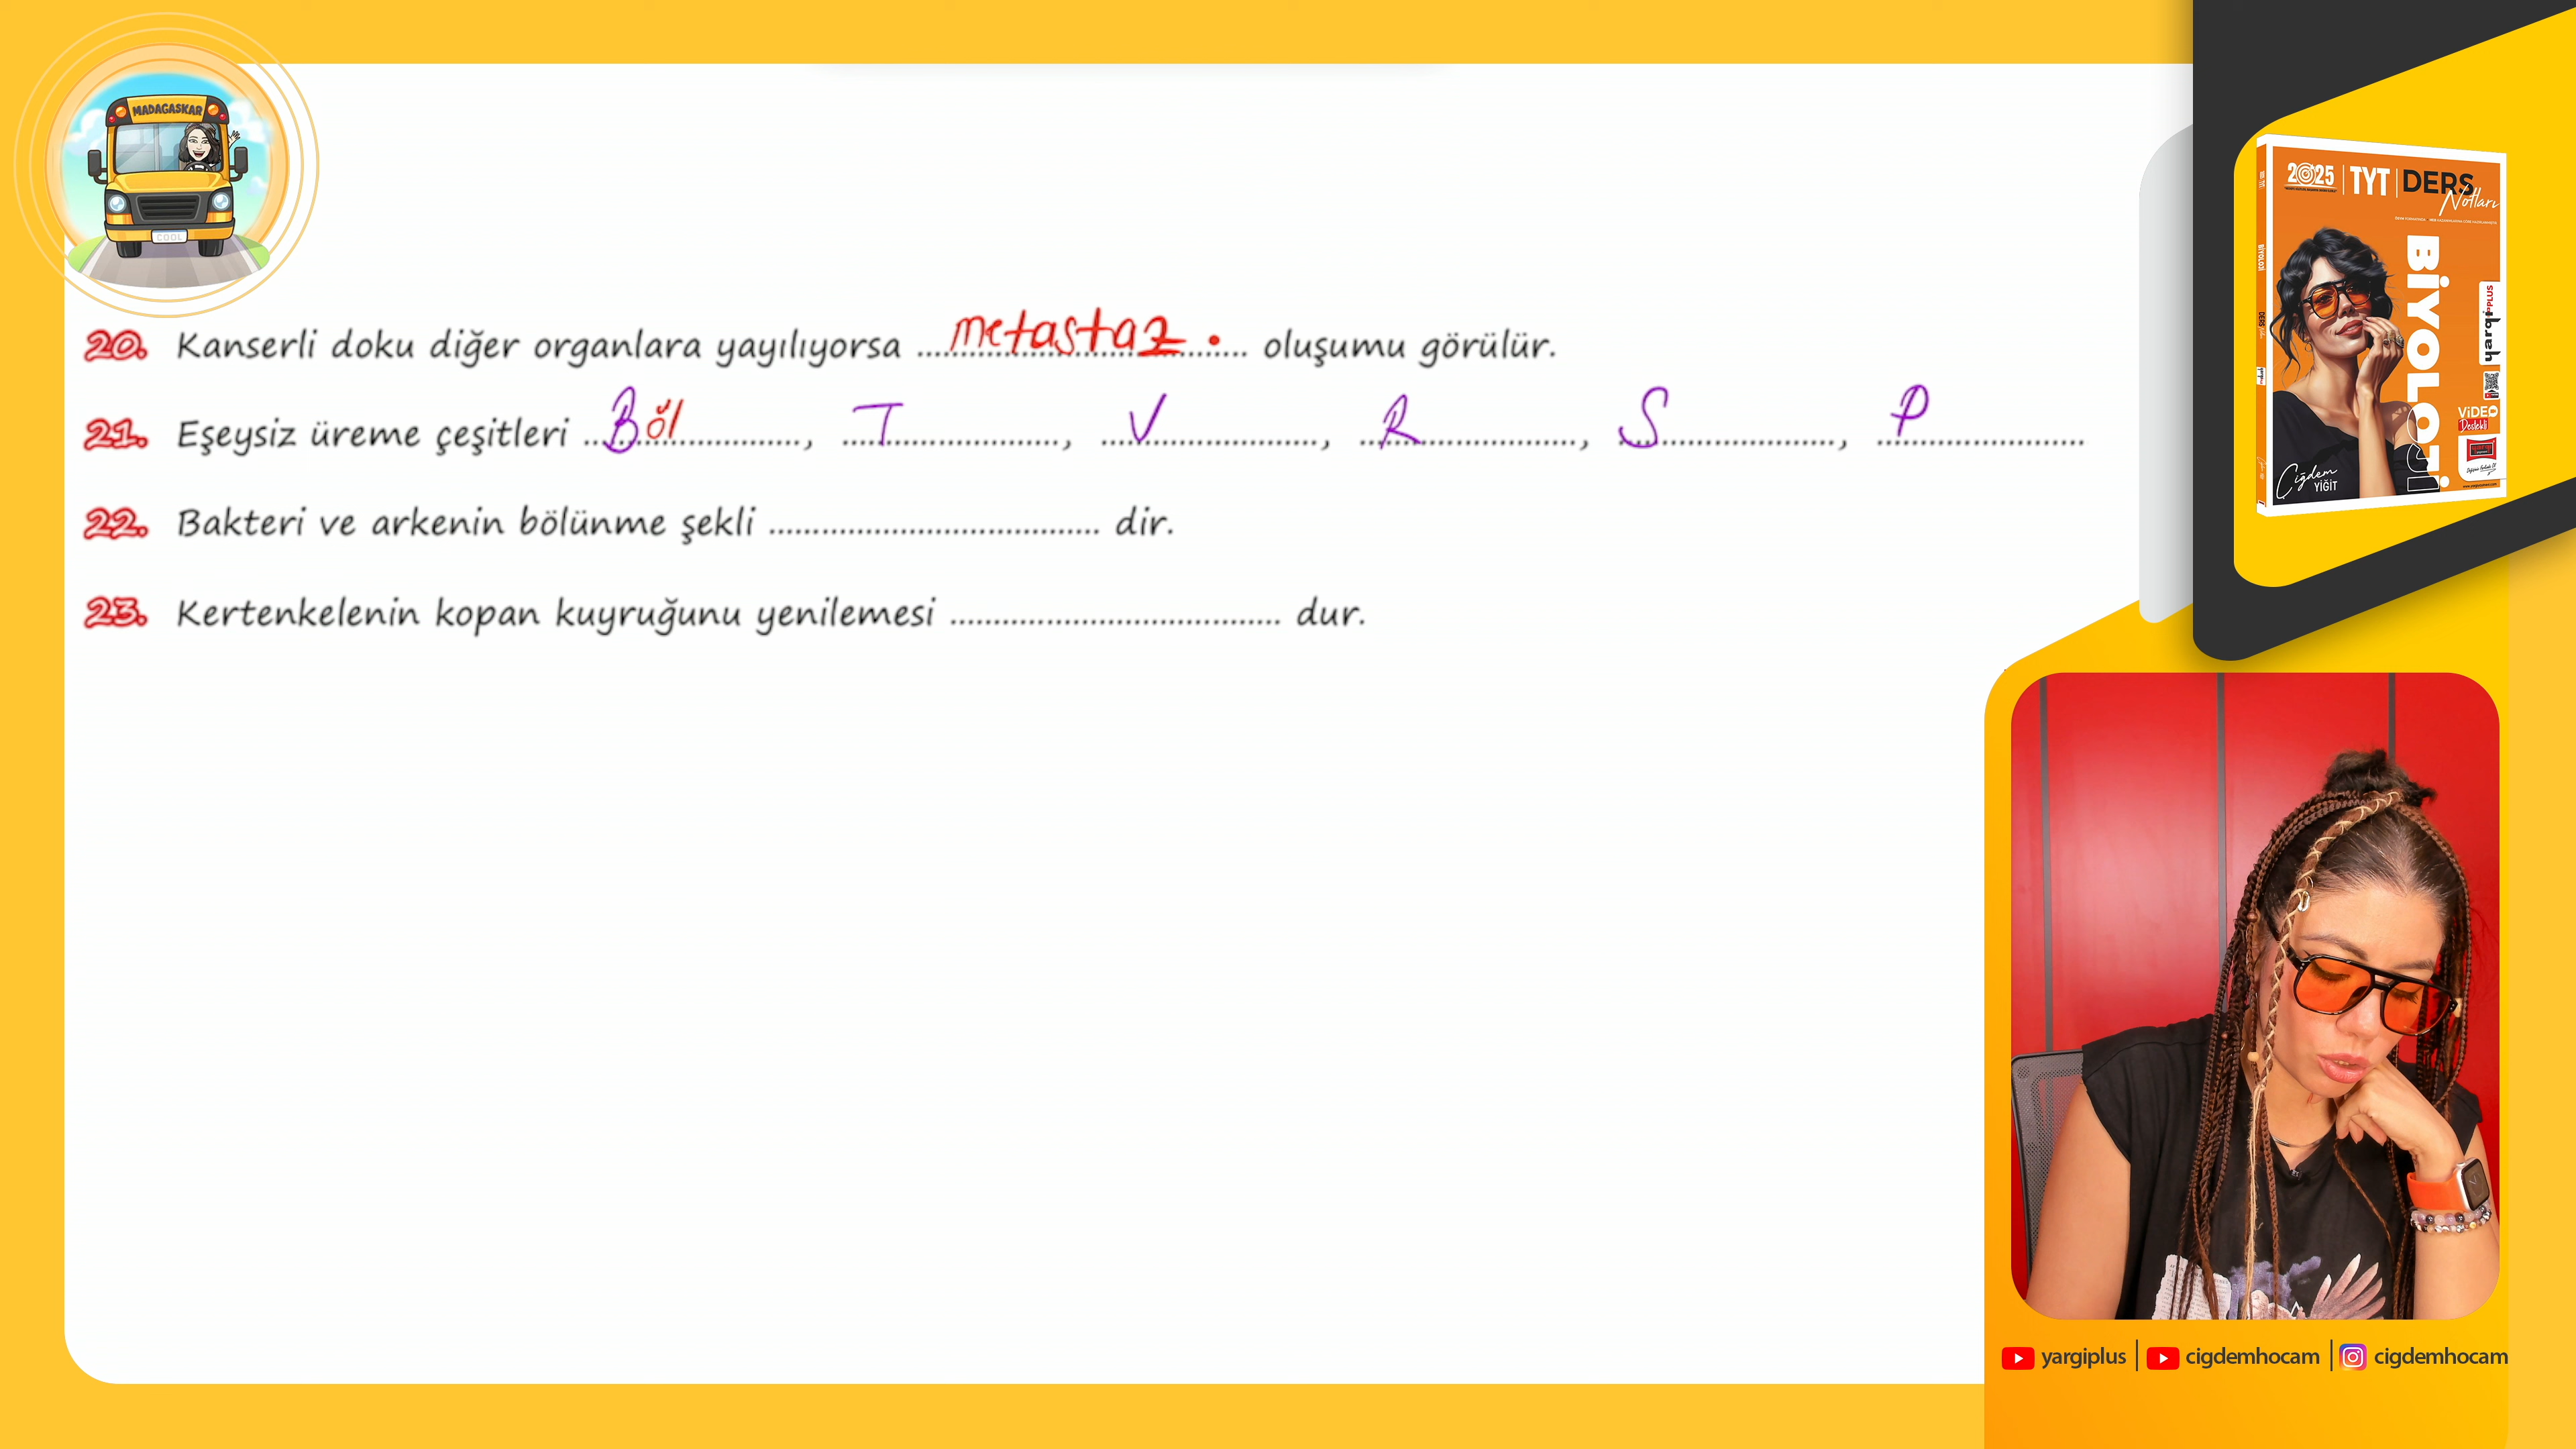 MADAGASKAR
COOL
20. Kanserli doku diğer organlara yayılıyorsa ......metastaz...... oluşumu görülür.
21. Eşeysiz üreme çeşitleri ...Böl..., ...T..., ...V..., ...R..., ...S..., ...P...
22. Bakteri ve arkenin bölünme şekli ...................................... dir.
23. Kertenkelenin kopan kuyruğunu yenilemesi ...................................... dur.
2025 TYT DERS Notları
BİYOLOJİ
yargı PLUS
VİDEO Destekli
Çiğdem YİĞİT
yargiplus
cigdemhocam
cigdemhocam